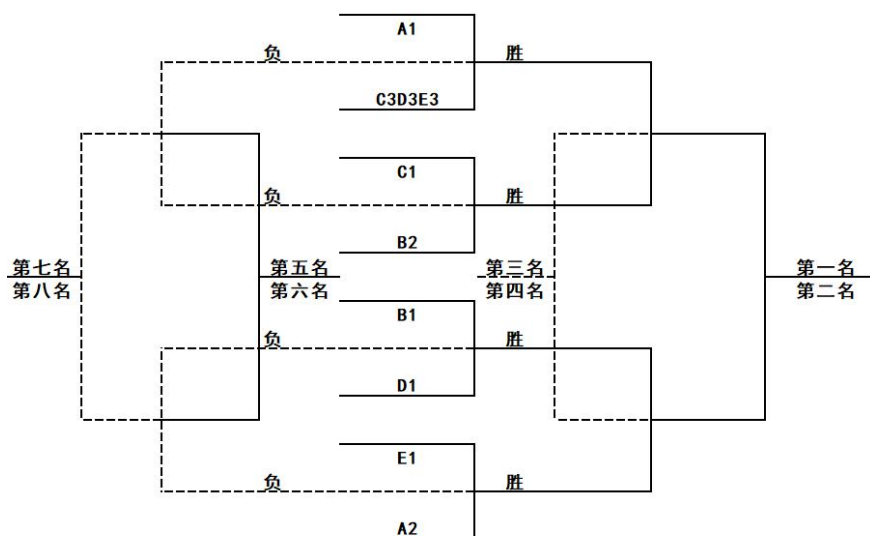 A1
负
胜
C3D3E3
C1
负
胜
B2
第七名
第五名
第三名
第一名
第八名
第六名
第四名
第二名
B1
负
胜
D1
E1
负
胜
A2